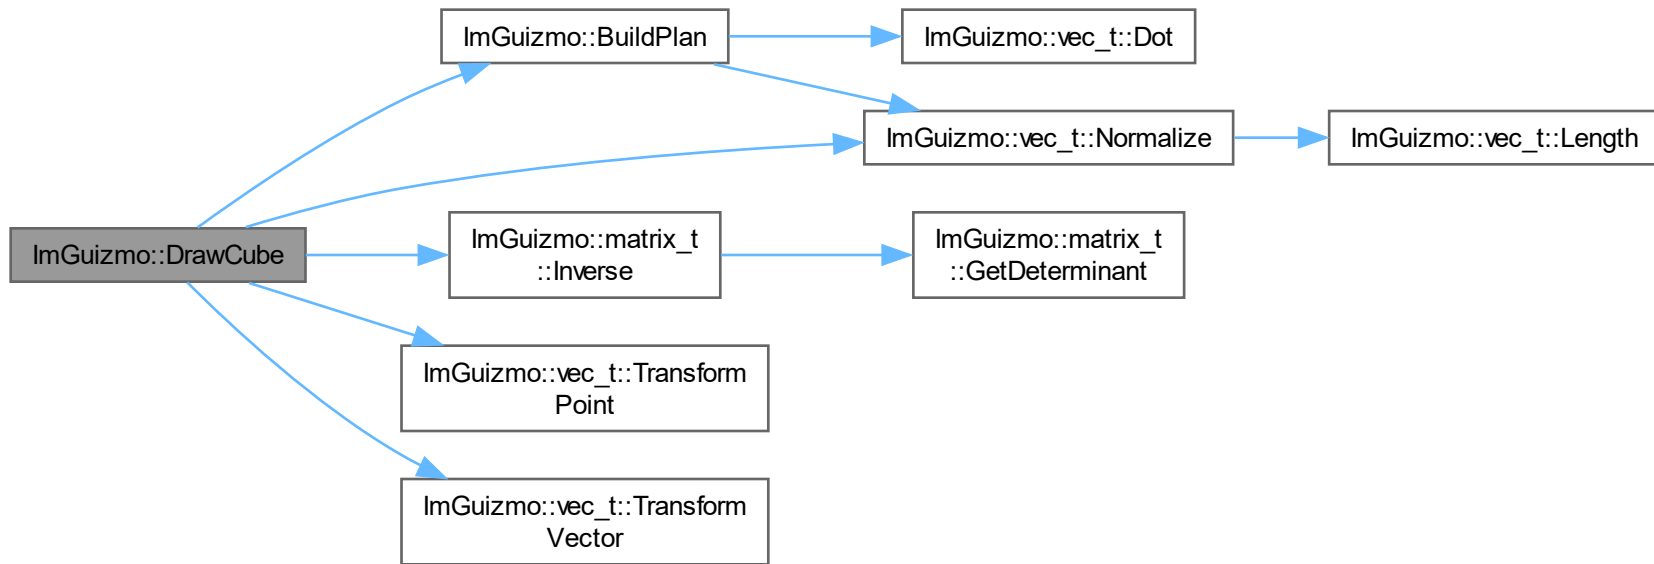 ImGuizmo::BuildPlan
ImGuizmo::vec_t::Dot
ImGuizmo::vec_t::Normalize
ImGuizmo::vec_t::Length
ImGuizmo::DrawCube
ImGuizmo::matrix_t
::Inverse
ImGuizmo::matrix_t
::GetDeterminant
ImGuizmo::vec_t::Transform
Point
ImGuizmo::vec_t::Transform
Vector